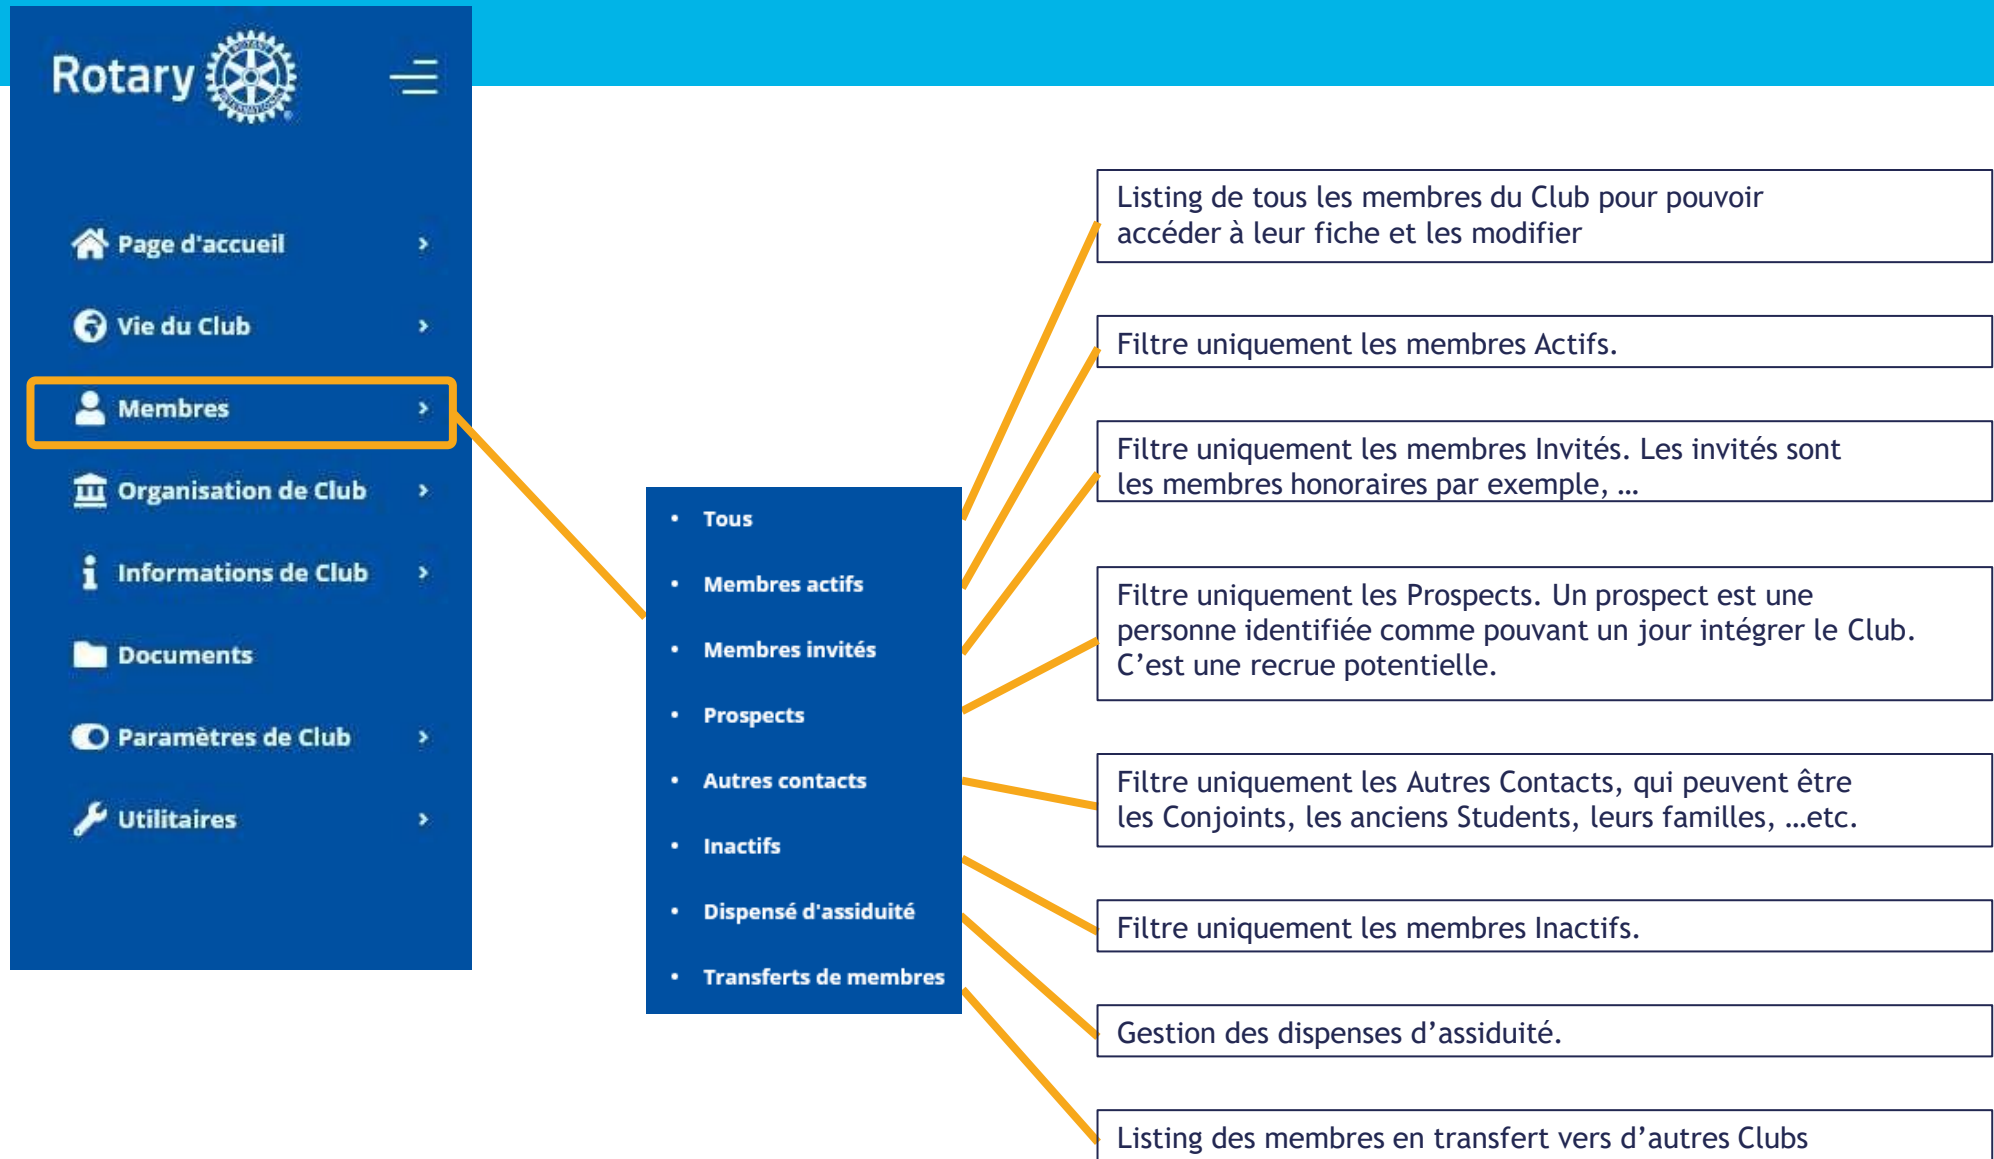 Rotary
Page d'accueil
Vie du Club
Membres
Organisation de Club
Informations de Club
Documents
Paramètres de Club
Utilitaires
• Tous
• Membres actifs
• Membres invités
• Prospects
• Autres contacts
• Inactifs
• Dispensé d'assiduité
• Transferts de membres
Listing de tous les membres du Club pour pouvoir
accéder à leur fiche et les modifier
Filtre uniquement les membres Actifs.
Filtre uniquement les membres Invités. Les invités sont
les membres honoraires par exemple, …
Filtre uniquement les Prospects. Un prospect est une
personne identifiée comme pouvant un jour intégrer le Club.
C’est une recrue potentielle.
Filtre uniquement les Autres Contacts, qui peuvent être
les Conjoints, les anciens Students, leurs familles, …etc.
Filtre uniquement les membres Inactifs.
Gestion des dispenses d’assiduité.
Listing des membres en transfert vers d’autres Clubs